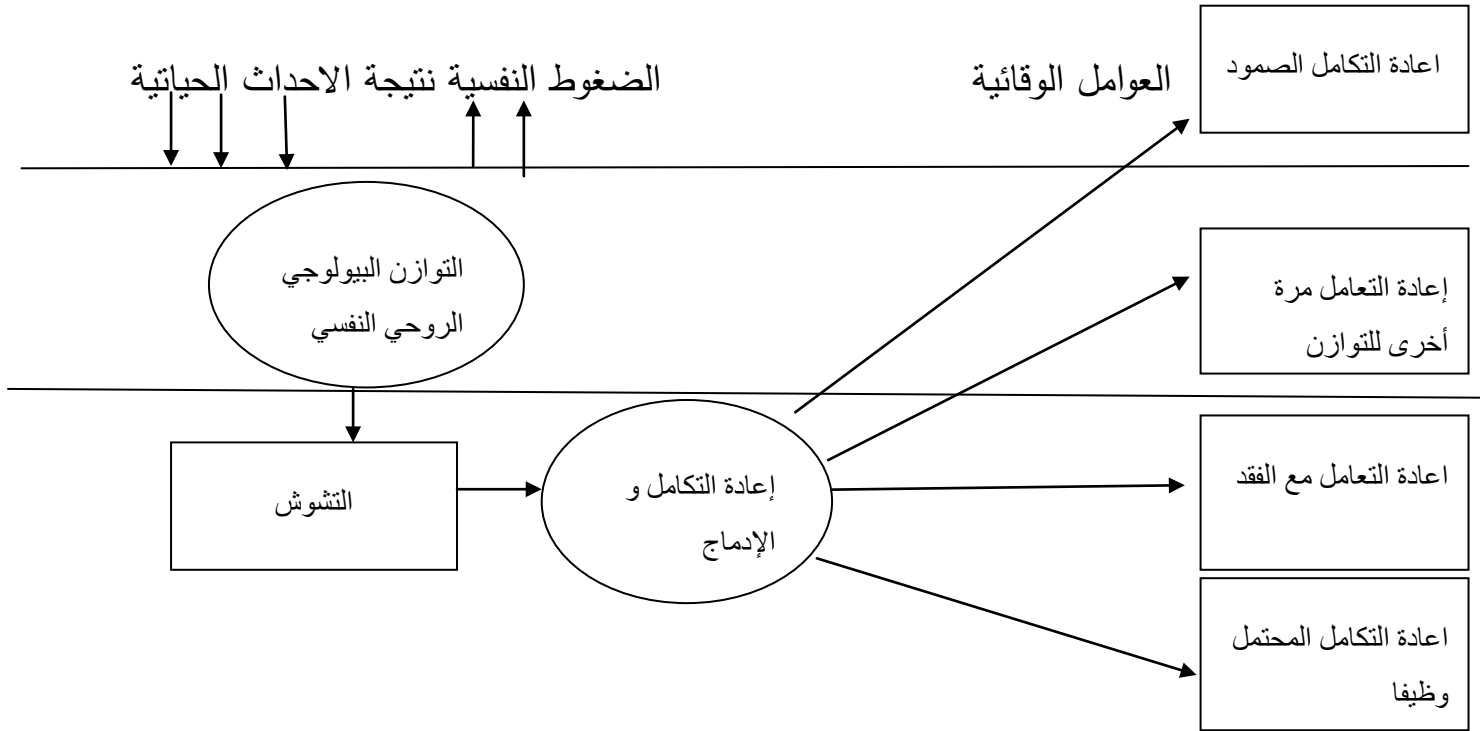 اعادة التكامل الصمود
العوامل الوقائية
الضغوط النفسية نتيجة الاحداث الحياتية
التوازن البيولوجي
الروحي النفسي
إعادة التعامل مرة
أخرى للتوازن
اعادة التعامل مع الفقد
إعادة التكامل و
الإدماج
التشوش
اعادة التكامل المحتمل
وظيفا